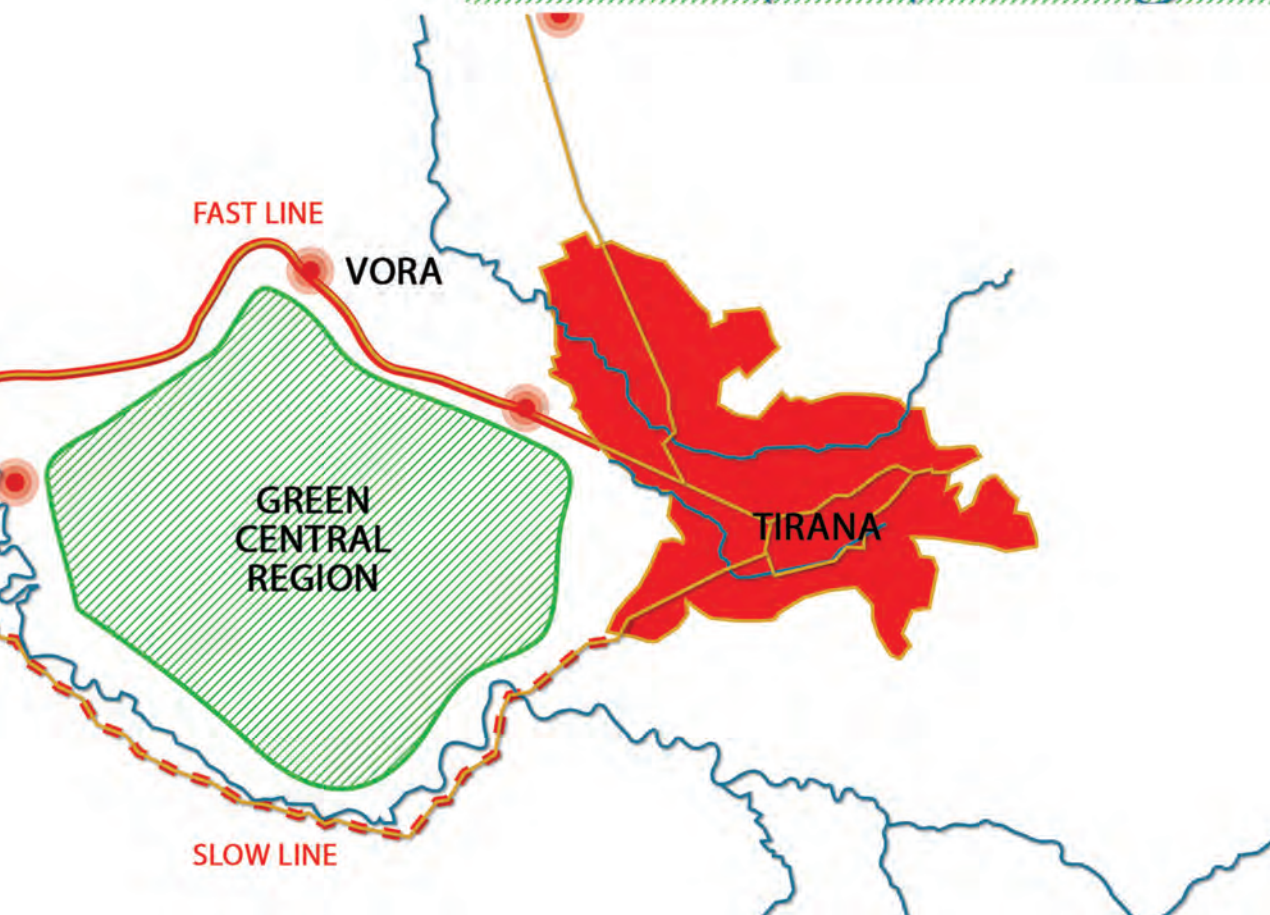 FAST LINE
VORA
GREEN
CENTRAL
REGION
TIRANA
SLOW LINE